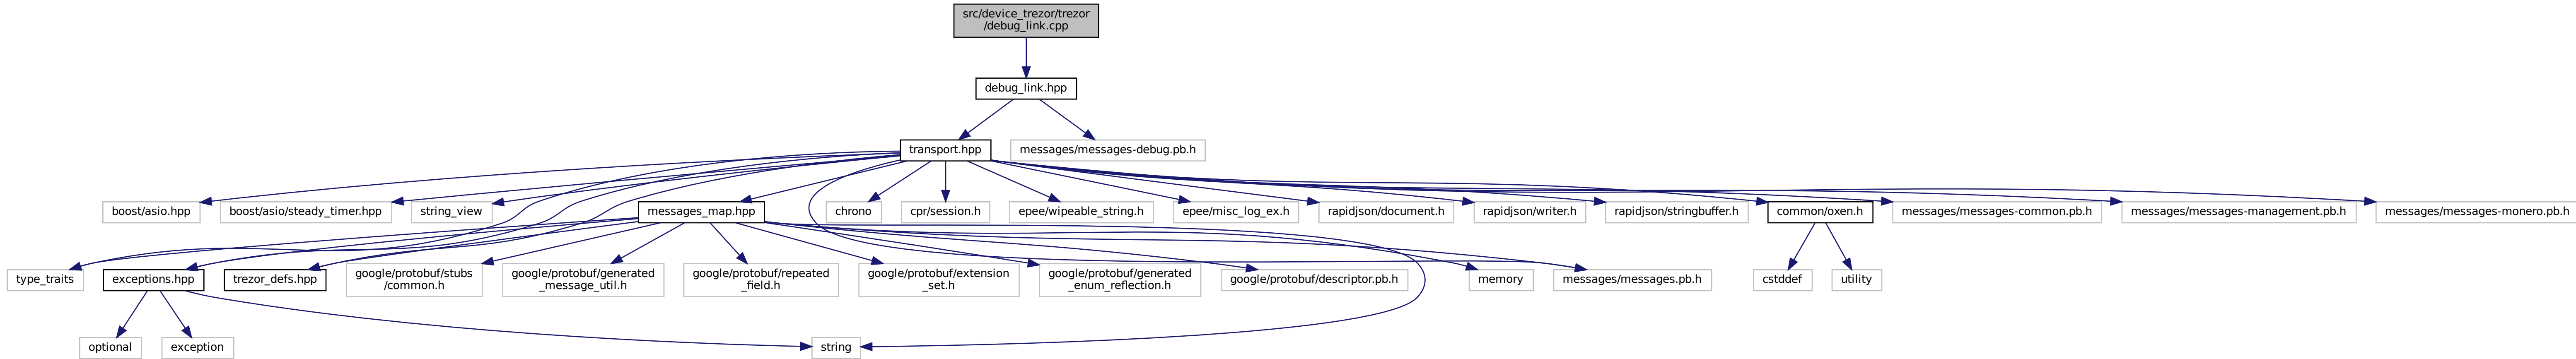 src/device_trezor/trezor
/debug_link.cpp
debug_link.hpp
transport.hpp
messages/messages-debug.pb.h
boost/asio.hpp
boost/asio/steady_timer.hpp
string_view
messages_map.hpp
chrono
cpr/session.h
epee/wipeable_string.h
epee/misc_log_ex.h
rapidjson/document.h
rapidjson/writer.h
rapidjson/stringbuffer.h
common/oxen.h
messages/messages-common.pb.h
messages/messages-management.pb.h
messages/messages-monero.pb.h
type_traits
exceptions.hpp
trezor_defs.hpp
google/protobuf/stubs
/common.h
google/protobuf/generated
_message_util.h
google/protobuf/repeated
_field.h
google/protobuf/extension
_set.h
google/protobuf/generated
_enum_reflection.h
google/protobuf/descriptor.pb.h
memory
messages/messages.pb.h
cstddef
utility
optional
exception
string